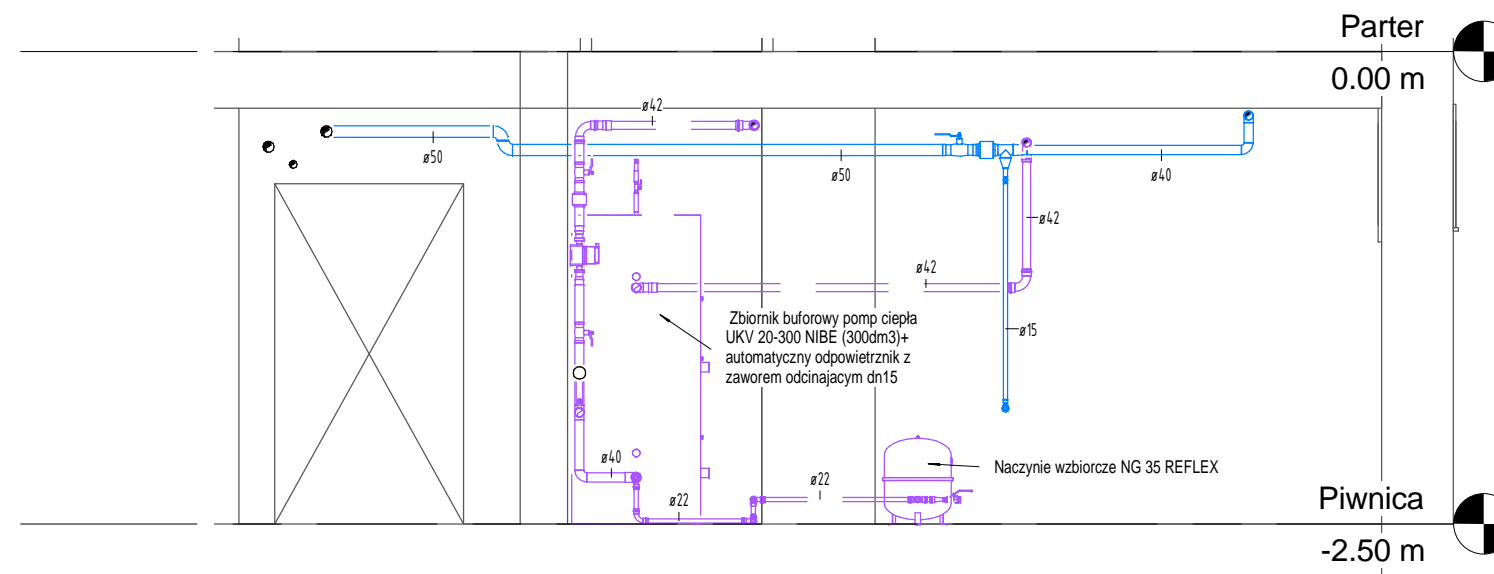 Parter
0.00 m
ø42
ø50
ø50
ø40
ø42
ø42
Zbiornik buforowy pomp ciepła
UKV 20-300 NIBE (300dm3)+
automatyczny odpowietrznik z
zaworem odcinajacym dn15
ø15
ø40
Naczynie wzbiorcze NG 35 REFLEX
ø22
ø22
Piwnica
-2.50 m